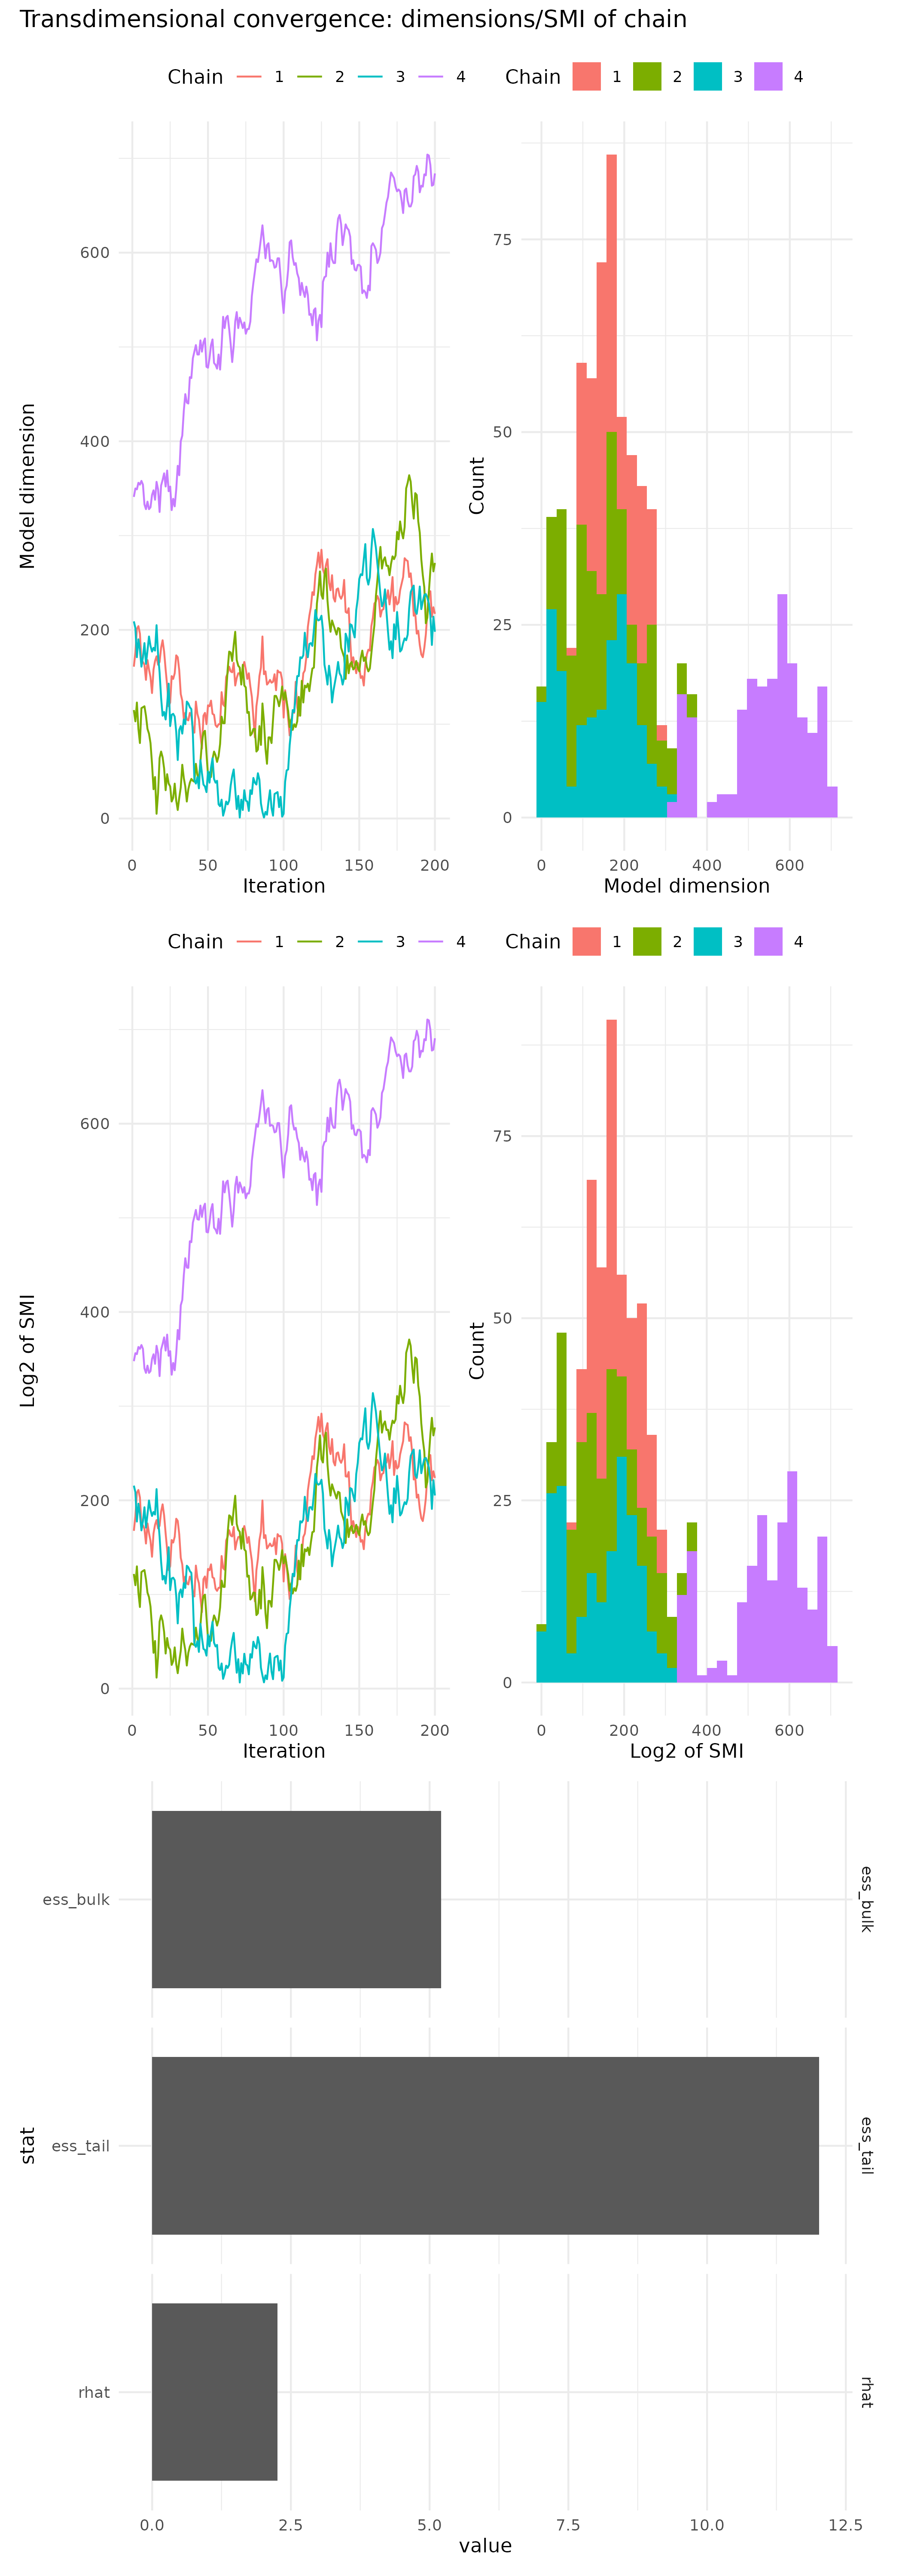 Transdimensional convergence: dimensions/SMI of chain
Chain 1 2 3 4
Chain 1 2 3 4
Model dimension
600
400
200
0
0 50 100 150 200
Iteration
Count
75
50
25
0
0 200 400 600
Model dimension
Chain 1 2 3 4
Chain 1 2 3 4
Log2 of SMI
600
400
200
0
0 50 100 150 200
Iteration
Count
75
50
25
0
0 200 400 600
Log2 of SMI
stat
ess_bulk
ess_bulk
ess_tail
ess_tail
rhat
rhat
0.0 2.5 5.0 7.5 10.0 12.5
value